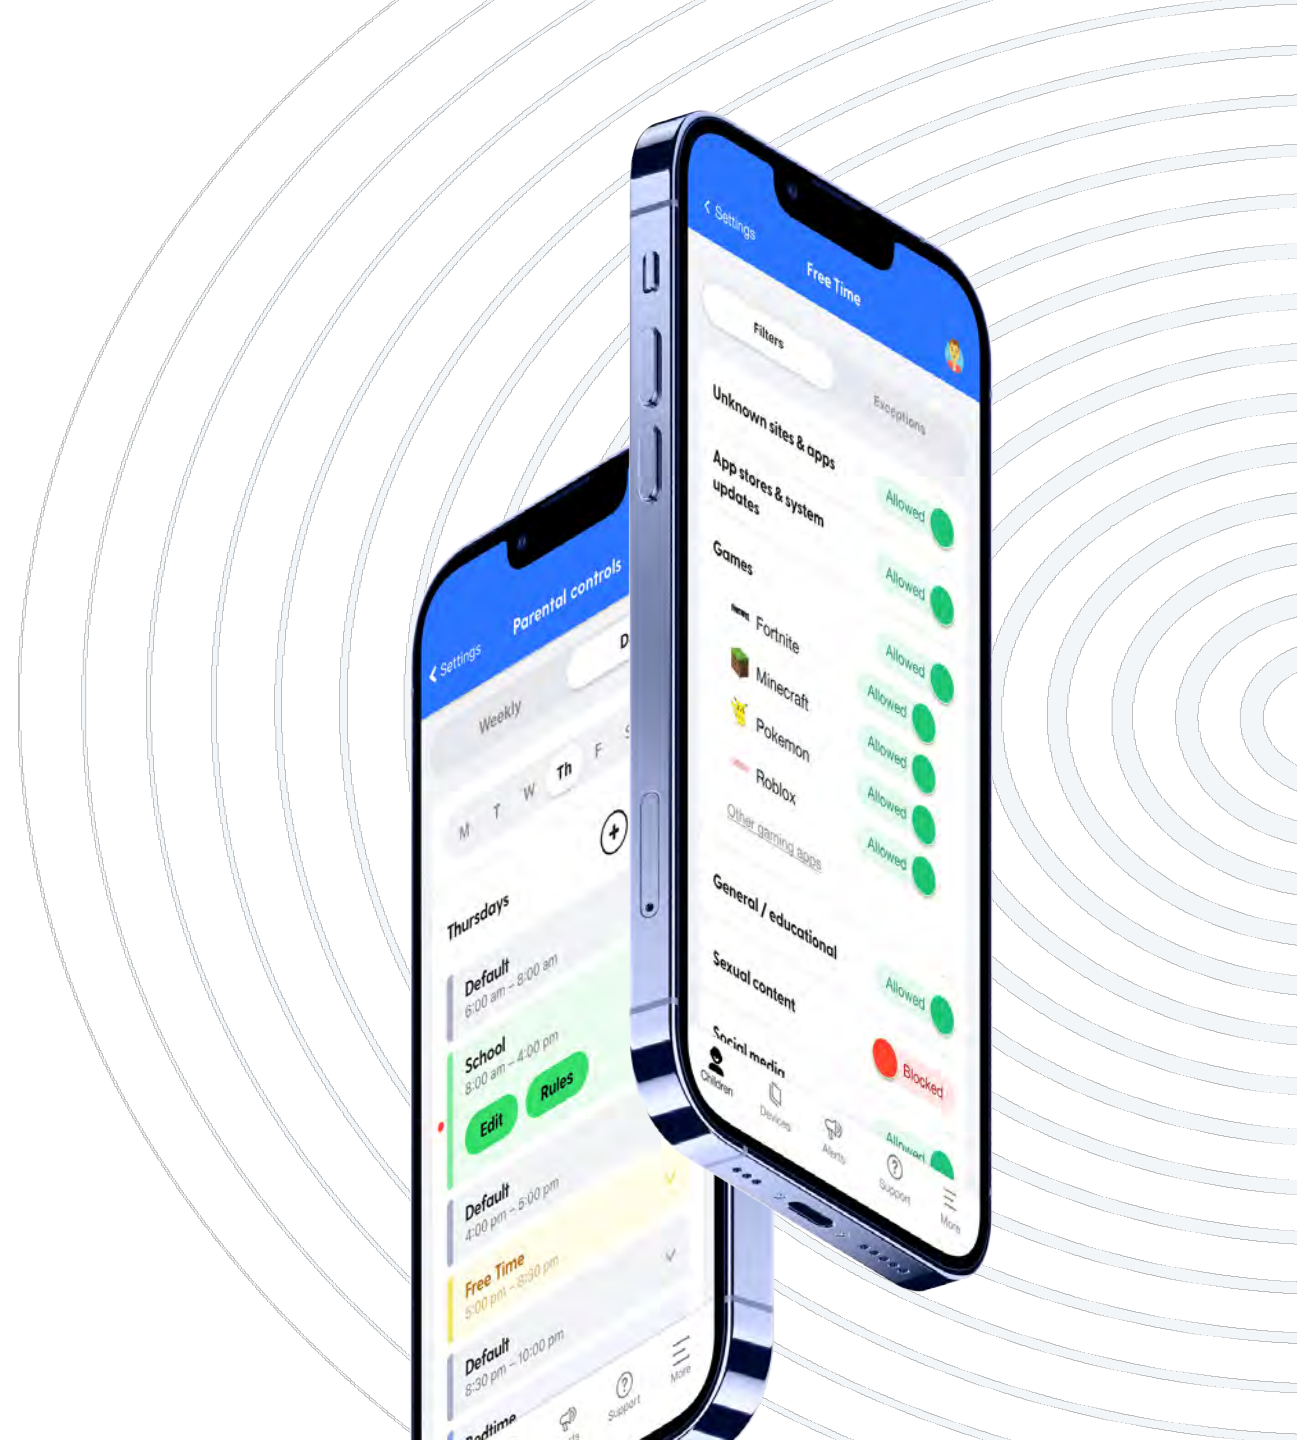 Settings
Free Time
Filters
Exceptions
Unknown sites & apps
Allowed
App stores & system
updates
Allowed
Games
Allowed
Fortnite
Allowed
Minecraft
Allowed
Pokemon
Allowed
Roblox
Allowed
Other gaming apps
General / educational
Allowed
Sexual content
Blocked
Social media
Allowed
Children
Devices
Alerts
Support
More
Settings
Parental controls
Weekly
D
M T W Th F S
Thursdays
Default
6:00 am – 8:00 am
School
8:00 am – 4:00 pm
Edit
Rules
Default
4:00 pm – 5:00 pm
Free Time
5:00 pm – 8:30 pm
Default
8:30 pm – 10:00 pm
Bedtime
Support
More